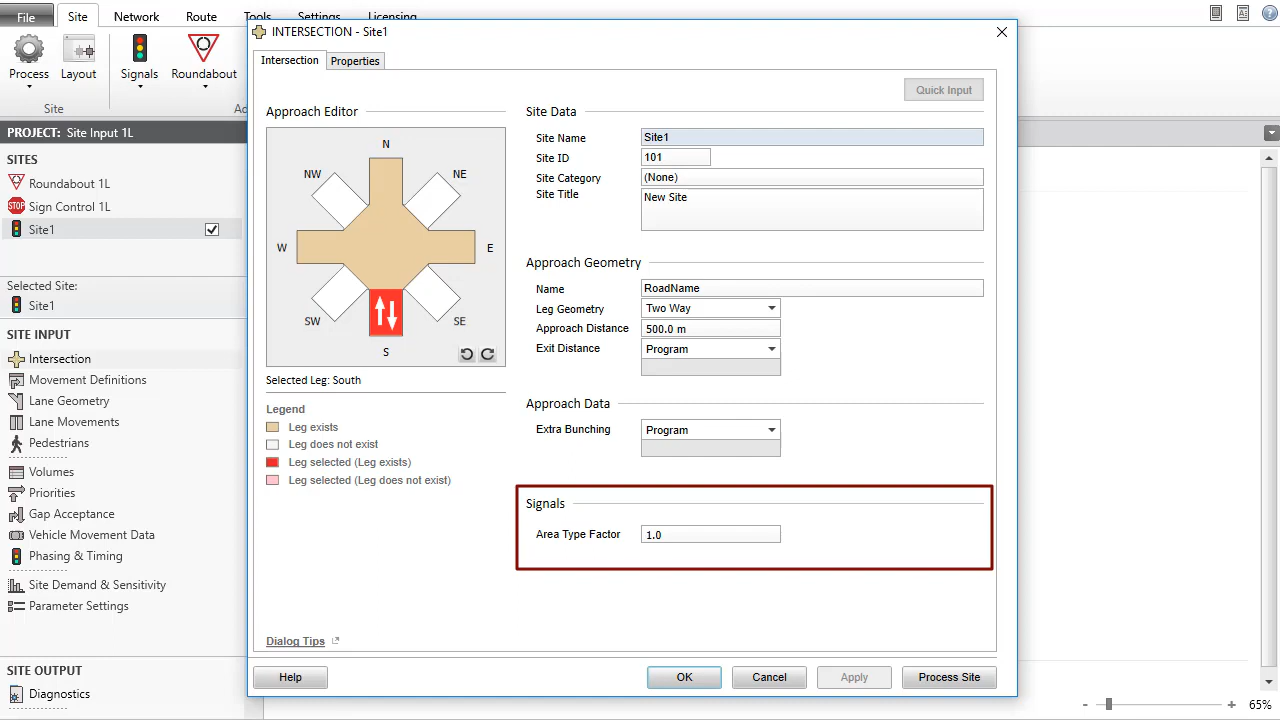 File Site Network Route Tools Settings Licensing
INTERSECTION - Site1
Process Layout Signals Roundabout
Site
Intersection Properties
Quick Input
PROJECT: Site Input 1L
SITES
Roundabout 1L
STOP Sign Control 1L
Site1
Selected Site:
Site1
SITE INPUT
Intersection
Movement Definitions
Lane Geometry
Lane Movements
Pedestrians
Volumes
Priorities
Gap Acceptance
Vehicle Movement Data
Phasing & Timing
Site Demand & Sensitivity
Parameter Settings
SITE OUTPUT
Diagnostics
Approach Editor
N
NW NE
W E
SW SE
S
Selected Leg: South
Legend
Leg exists
Leg does not exist
Leg selected (Leg exists)
Leg selected (Leg does not exist)
Dialog Tips
Site Data
Site Name Site1
Site ID 101
Site Category (None)
Site Title New Site
Approach Geometry
Name RoadName
Leg Geometry Two Way
Approach Distance 500.0 m
Exit Distance Program
Approach Data
Extra Bunching Program
Signals
Area Type Factor 1.0
Help OK Cancel Apply Process Site
- + 65%